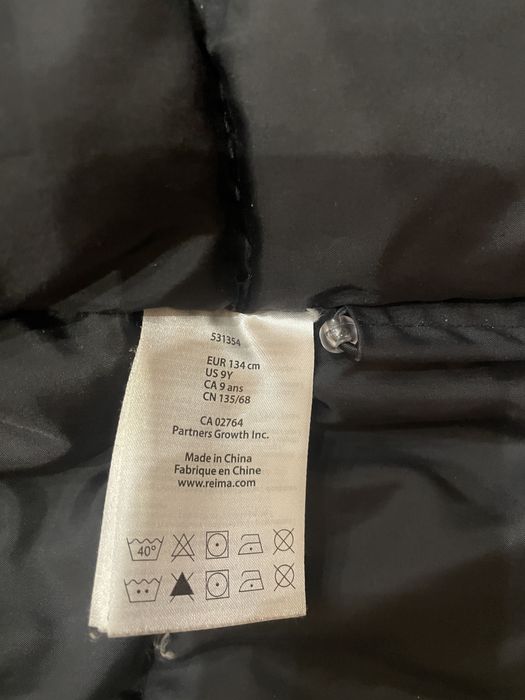 531354
EUR 134 cm
US 9Y
CA 9 ans
CN 135/68
CA 02764
Partners Growth Inc.
Made in China
Fabrique en Chine
www.reima.com
40°